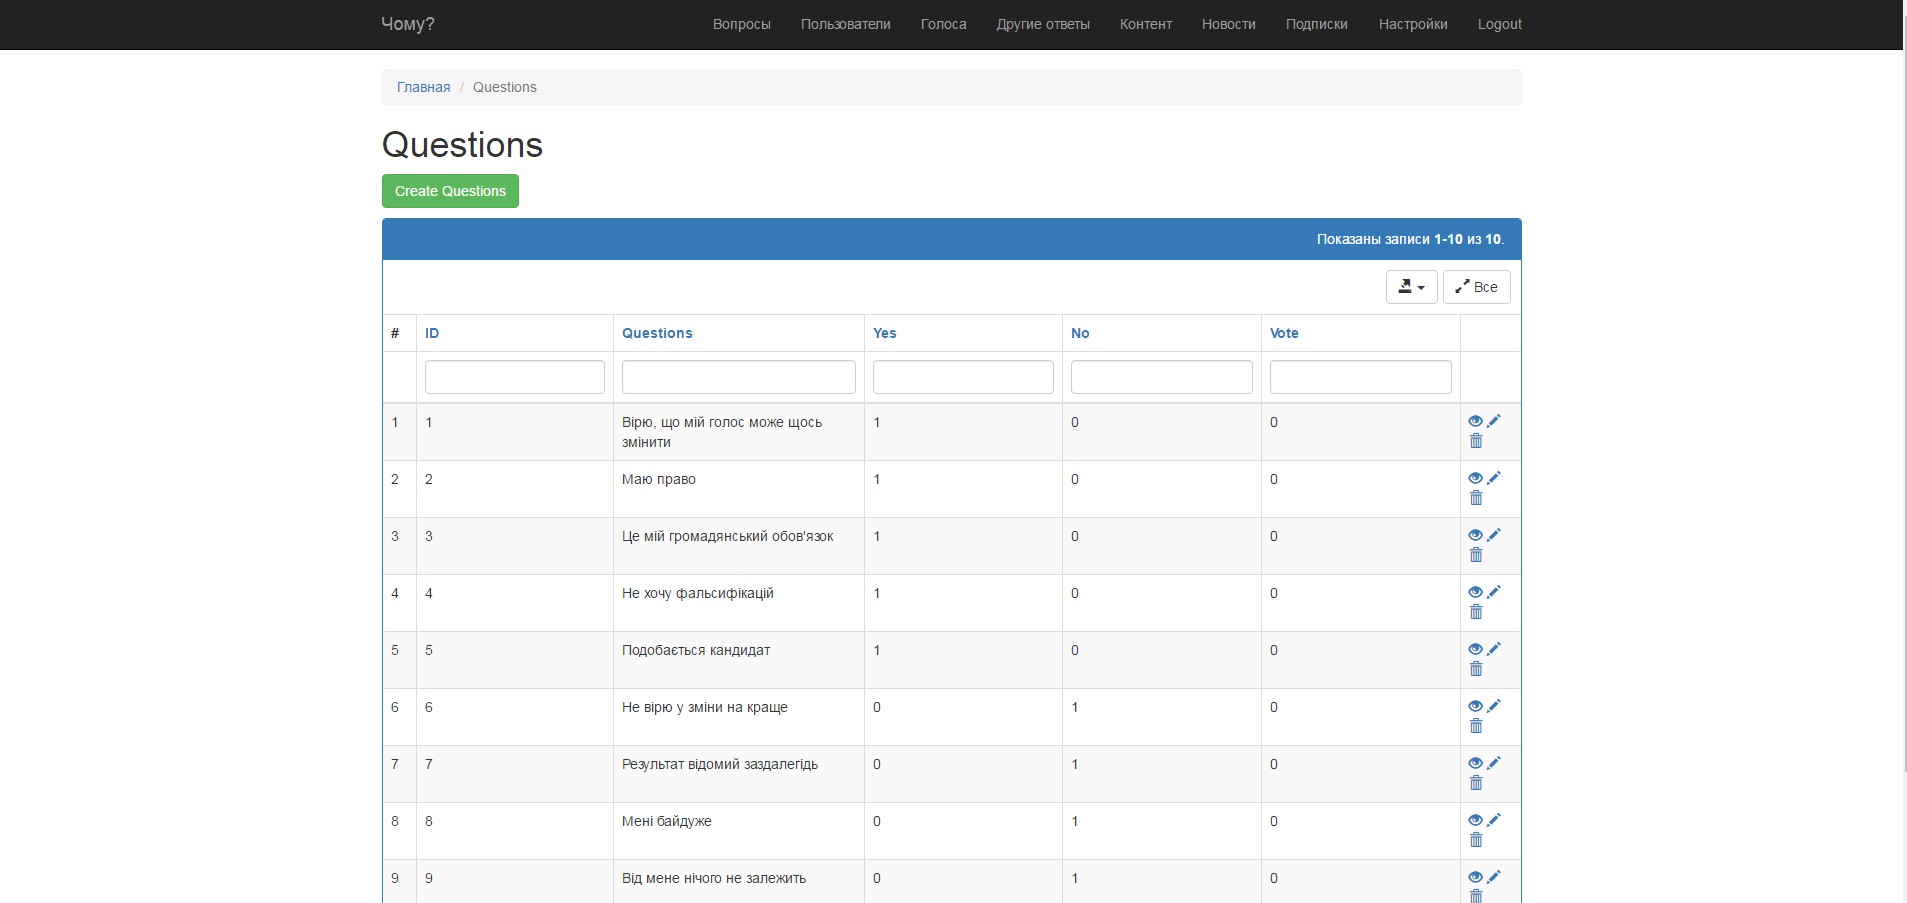 Чому? Вопросы Пользователи Голоса Другие ответы Контент Новости Подписки Настройки Logout
Главная / Questions
Questions
Create Questions
Показаны записи 1-10 из 10.
Все
# ID Questions Yes No Vote
1 1 Вірю, що мій голос може щось 1 0 0
змінити
2 2 Маю право 1 0 0
3 3 Це мій громадянський обов'язок 1 0 0
4 4 Не хочу фальсифікацій 1 0 0
5 5 Подобається кандидат 1 0 0
6 6 Не вірю у зміни на краще 0 1 0
7 7 Результат відомий заздалегідь 0 1 0
8 8 Мені байдуже 0 1 0
9 9 Від мене нічого не залежить 0 1 0